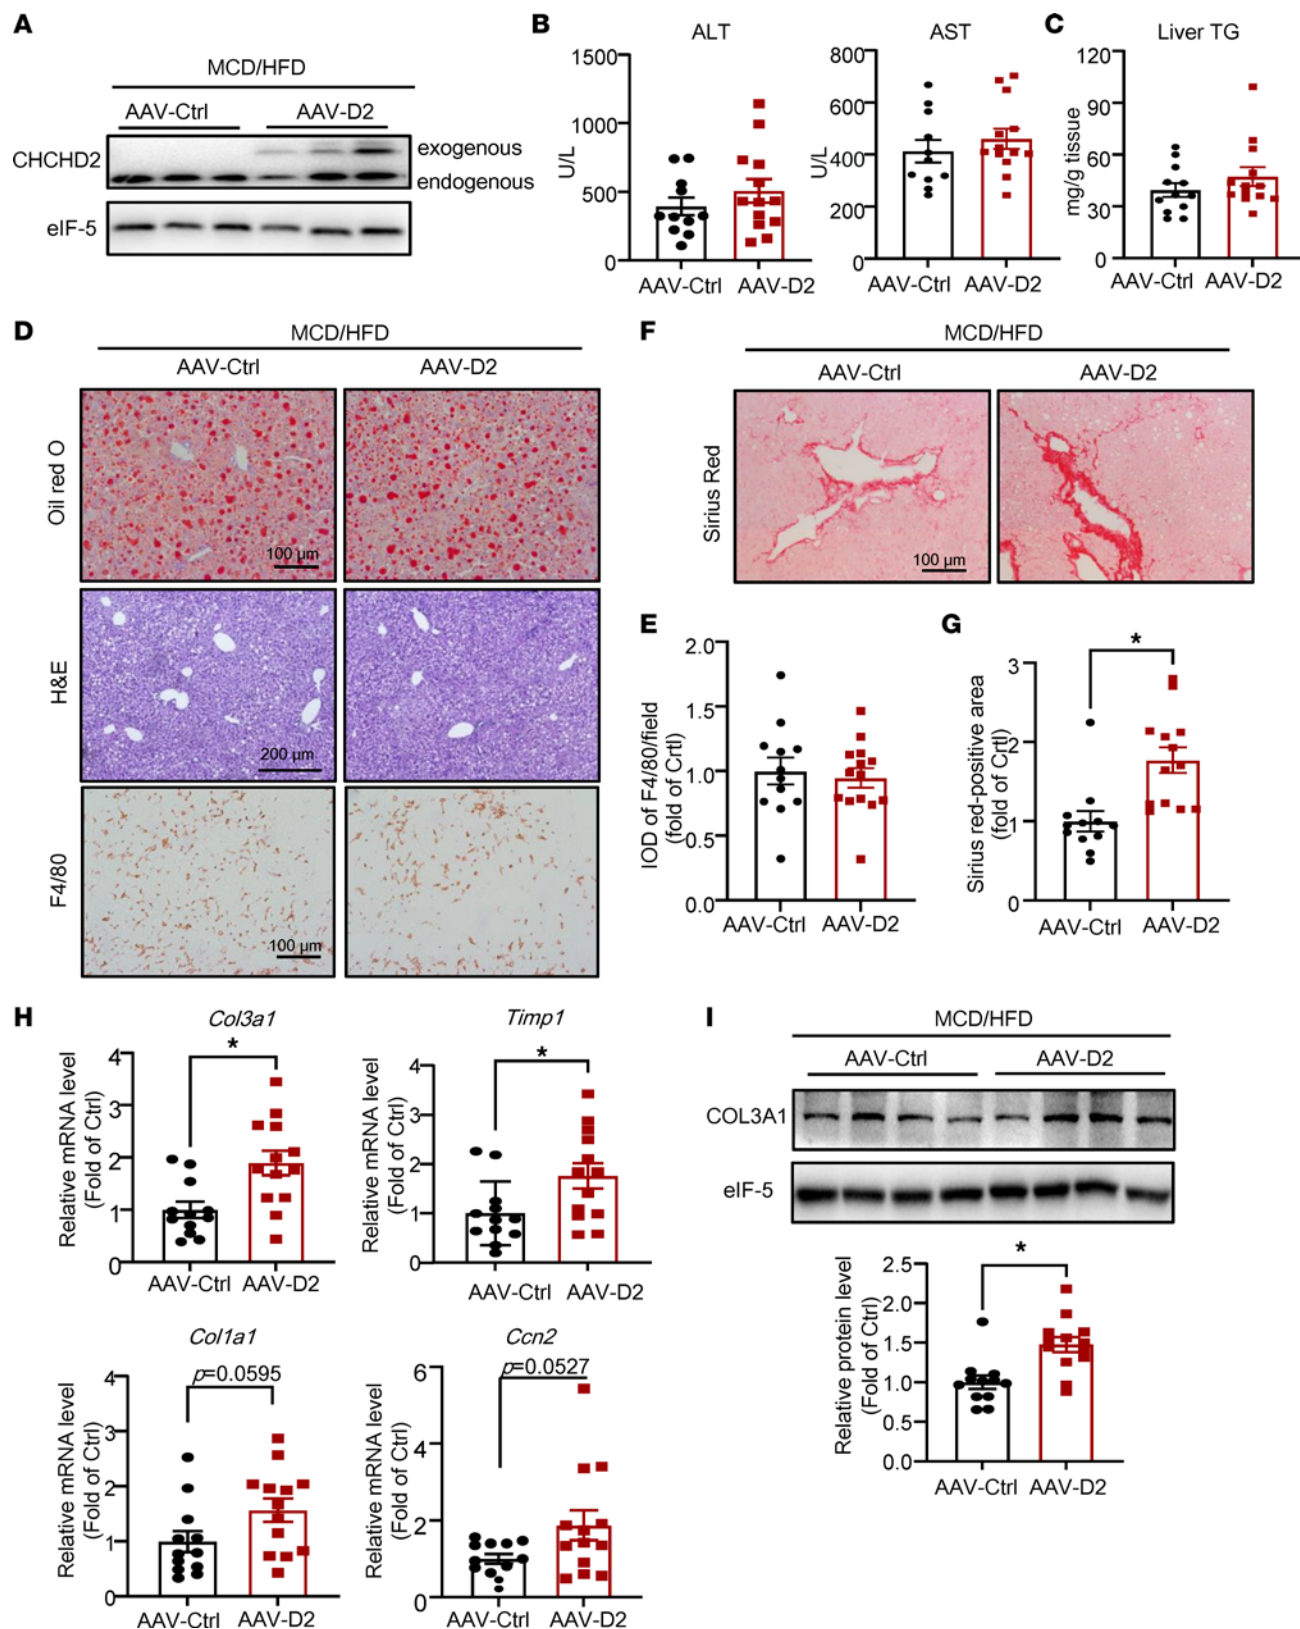 A
MCD/HFD
AAV-Ctrl AAV-D2
CHCHD2
exogenous
endogenous
eIF-5
B
ALT
U/L
1500
1000
500
0
AAV-Ctrl AAV-D2
AST
U/L
800
600
400
200
0
AAV-Ctrl AAV-D2
C
Liver TG
mg/g tissue
120
90
60
30
0
AAV-Ctrl AAV-D2
D
MCD/HFD
AAV-Ctrl AAV-D2
Oil red O
100 μm
H&E
200 μm
F4/80
100 μm
F
MCD/HFD
AAV-Ctrl AAV-D2
Sirius Red
100 μm
E
IOD of F4/80/field
(fold of Crtl)
2.0
1.5
1.0
0.5
0.0
AAV-Ctrl AAV-D2
G
Sirius red-positive area
(fold of Crtl)
3
2
1
0
*
AAV-Ctrl AAV-D2
H
Col3a1
Relative mRNA level
(Fold of Ctrl)
4
3
2
1
0
*
AAV-Ctrl AAV-D2
Timp1
Relative mRNA level
(Fold of Ctrl)
4
3
2
1
0
*
AAV-Ctrl AAV-D2
Col1a1
Relative mRNA level
(Fold of Ctrl)
4
3
2
1
0
p=0.0595
AAV-Ctrl AAV-D2
Ccn2
Relative mRNA level
(Fold of Ctrl)
6
4
2
0
p=0.0527
AAV-Ctrl AAV-D2
I
MCD/HFD
AAV-Ctrl AAV-D2
COL3A1
eIF-5
Relative protein level
(Fold of Ctrl)
2.5
2.0
1.5
1.0
0.5
0.0
*
AAV-Ctrl AAV-D2